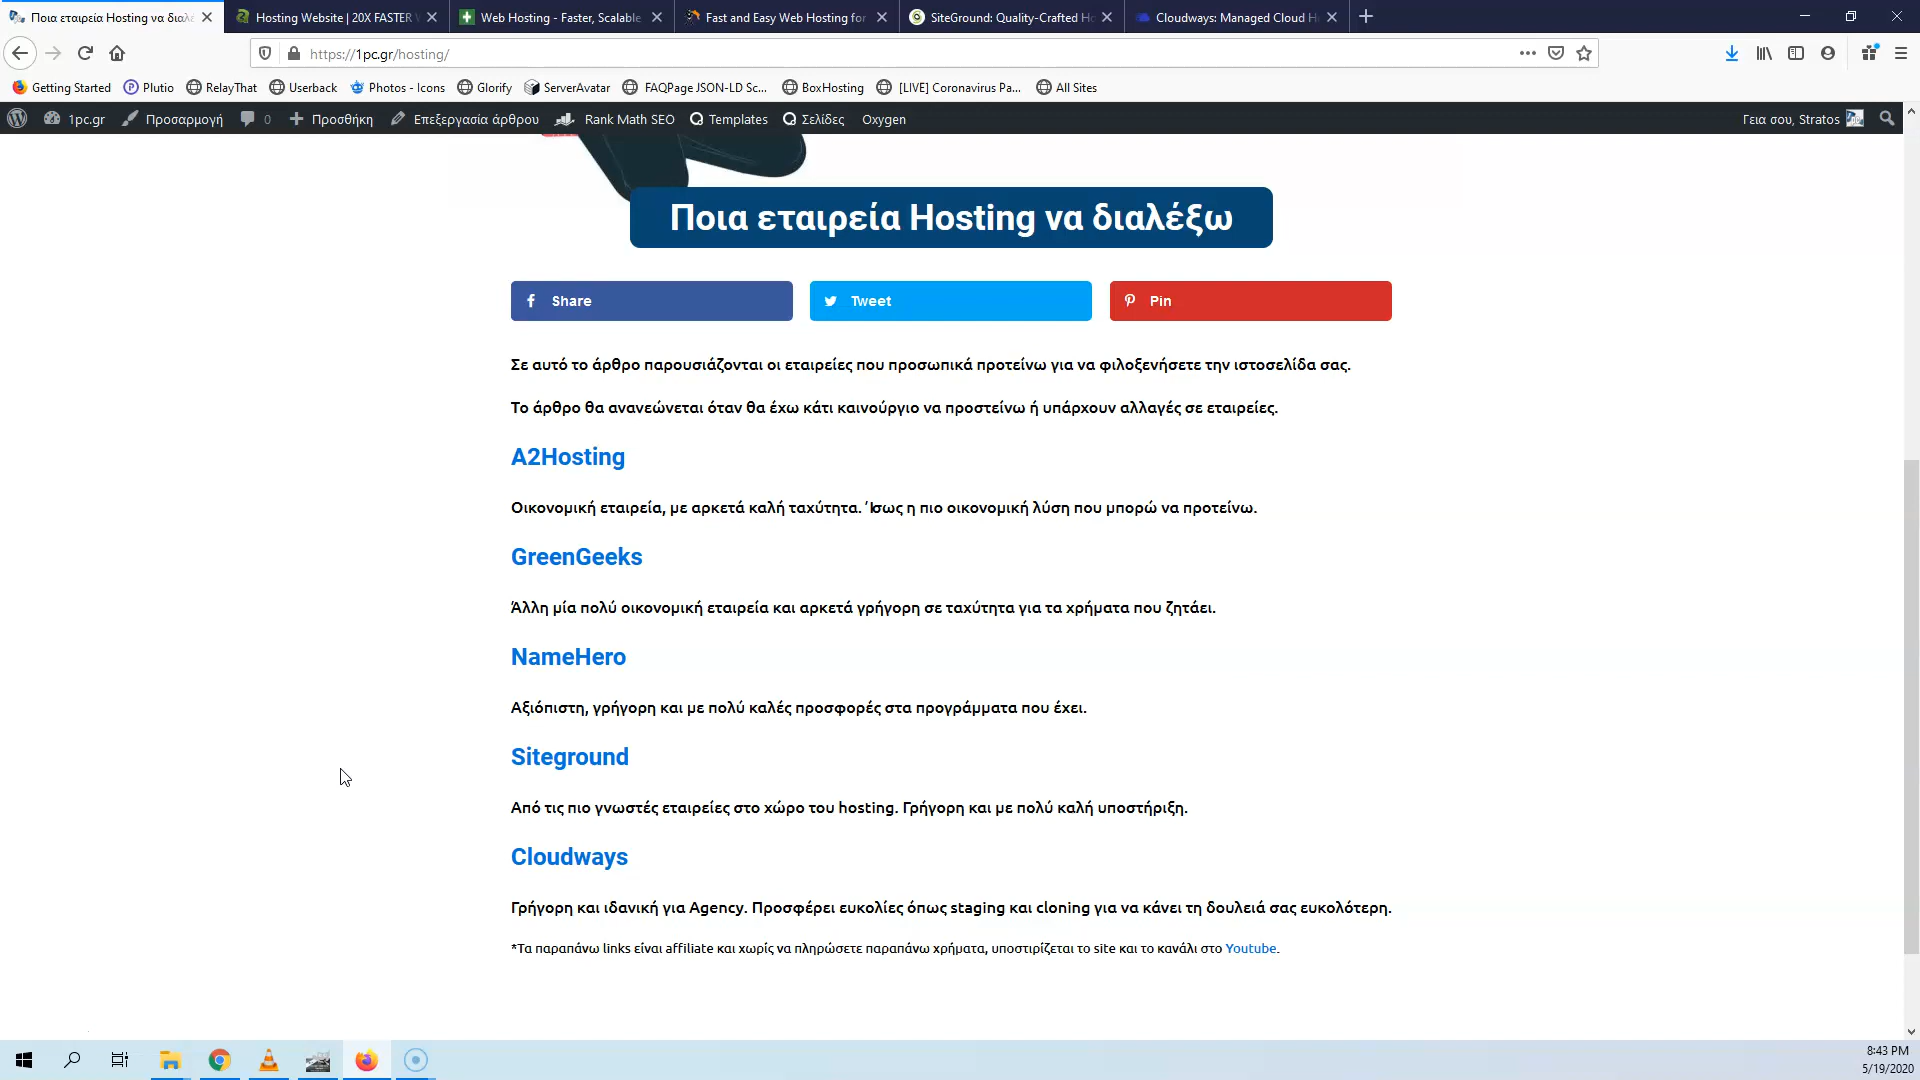 Ποια εταιρεία Hosting να διαλε
Hosting Website | 20X FASTER
Web Hosting - Faster, Scalable
Fast and Easy Web Hosting for
SiteGround: Quality-Crafted Ho
Cloudways: Managed Cloud H
https://1pc.gr/hosting/
Getting Started
Plutio
RelayThat
Userback
Photos - Icons
Glorify
ServerAvatar
FAQPage JSON-LD Sc...
BoxHosting
[LIVE] Coronavirus Pa...
All Sites
1pc.gr
Προσαρμογή
0
Προσθήκη
Επεξεργασία άρθρου
Rank Math SEO
Templates
Σελίδες
Oxygen
Γεια σου, Stratos
Ποια εταιρεία Hosting να διαλέξω
Share
Tweet
Pin
Σε αυτό το άρθρο παρουσιάζονται οι εταιρείες που προσωπικά προτείνω για να φιλοξενήσετε την ιστοσελίδα σας.
Το άρθρο θα ανανεώνεται όταν θα έχω κάτι καινούργιο να προστείνω ή υπάρχουν αλλαγές σε εταιρείες.
A2Hosting
Οικονομική εταιρεία, με αρκετά καλή ταχύτητα. Ίσως η πιο οικονομική λύση που μπορώ να προτείνω.
GreenGeeks
Άλλη μία πολύ οικονομική εταιρεία και αρκετά γρήγορη σε ταχύτητα για τα χρήματα που ζητάει.
NameHero
Αξιόπιστη, γρήγορη και με πολύ καλές προσφορές στα προγράμματα που έχει.
Siteground
Από τις πιο γνωστές εταιρείες στο χώρο του hosting. Γρήγορη και με πολύ καλή υποστήριξη.
Cloudways
Γρήγορη και ιδανική για Agency. Προσφέρει ευκολίες όπως staging και cloning για να κάνει τη δουλειά σας ευκολότερη.
*Τα παραπάνω links είναι affiliate και χωρίς να πληρώσετε παραπάνω χρήματα, υποστιρίζεται το site και το κανάλι στο Youtube.
8:43 PM
5/19/2020